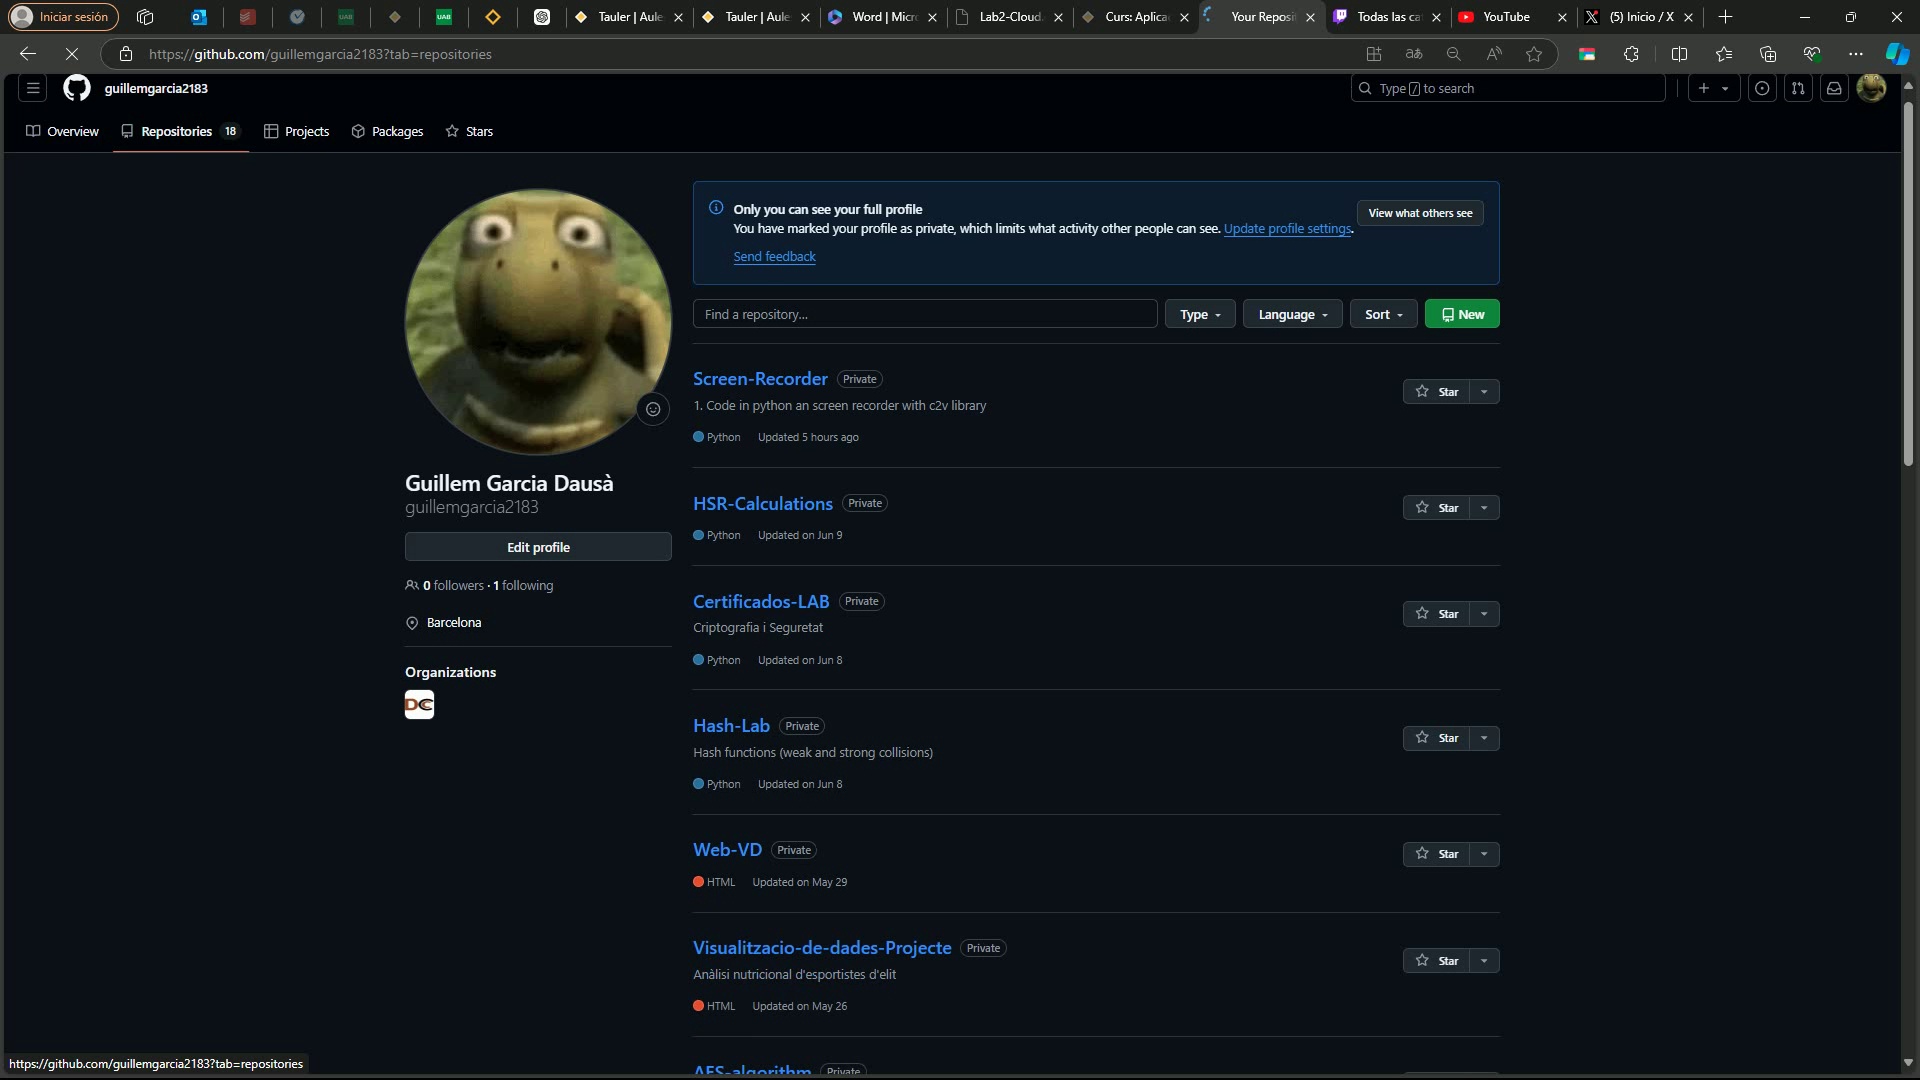 Iniciar sesión
UAB
UAB
Tauler | Aule
Tauler | Aule
Word | Micr
Lab2-Cloud
Curs: Aplica
Your Reposit
Todas las ca
YouTube
(5) Inicio / X
https://github.com/guillemgarcia2183?tab=repositories
guillemgarcia2183
Type / to search
Overview
Repositories 18
Projects
Packages
Stars
Only you can see your full profile
You have marked your profile as private, which limits what activity other people can see. Update profile settings.
Send feedback
View what others see
Find a repository...
Type
Language
Sort
New
Screen-Recorder Private
1. Code in python an screen recorder with c2v library
Python Updated 5 hours ago
Star
Guillem Garcia Dausà
guillemgarcia2183
Edit profile
0 followers · 1 following
Barcelona
Organizations
DC
HSR-Calculations Private
Python Updated on Jun 9
Star
Certificados-LAB Private
Criptografia i Seguretat
Python Updated on Jun 8
Star
Hash-Lab Private
Hash functions (weak and strong collisions)
Python Updated on Jun 8
Star
Web-VD Private
HTML Updated on May 29
Star
Visualitzacio-de-dades-Projecte Private
Anàlisi nutricional d'esportistes d'elit
HTML Updated on May 26
Star
AES-algorithm Private
https://github.com/guillemgarcia2183?tab=repositories